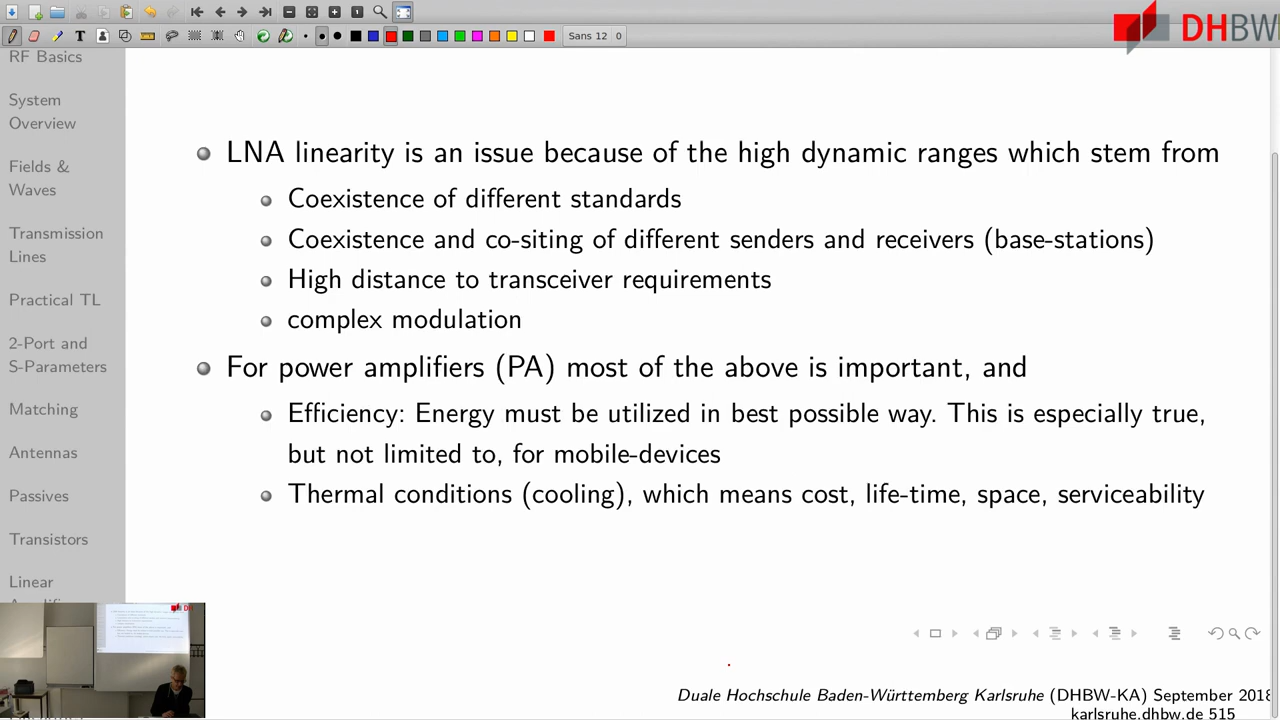 Sans 12
DHBW
RF Basics
System
Overview
Fields &
Waves
Transmission
Lines
Practical TL
2-Port and
S-Parameters
Matching
Antennas
Passives
Transistors
Linear
LNA linearity is an issue because of the high dynamic ranges which stem from
Coexistence of different standards
Coexistence and co-siting of different senders and receivers (base-stations)
High distance to transceiver requirements
complex modulation
For power amplifiers (PA) most of the above is important, and
Efficiency: Energy must be utilized in best possible way. This is especially true,
but not limited to, for mobile-devices
Thermal conditions (cooling), which means cost, life-time, space, serviceability
Duale Hochschule Baden-Württemberg Karlsruhe (DHBW-KA) September 2018
karlsruhe.dhbw.de 515